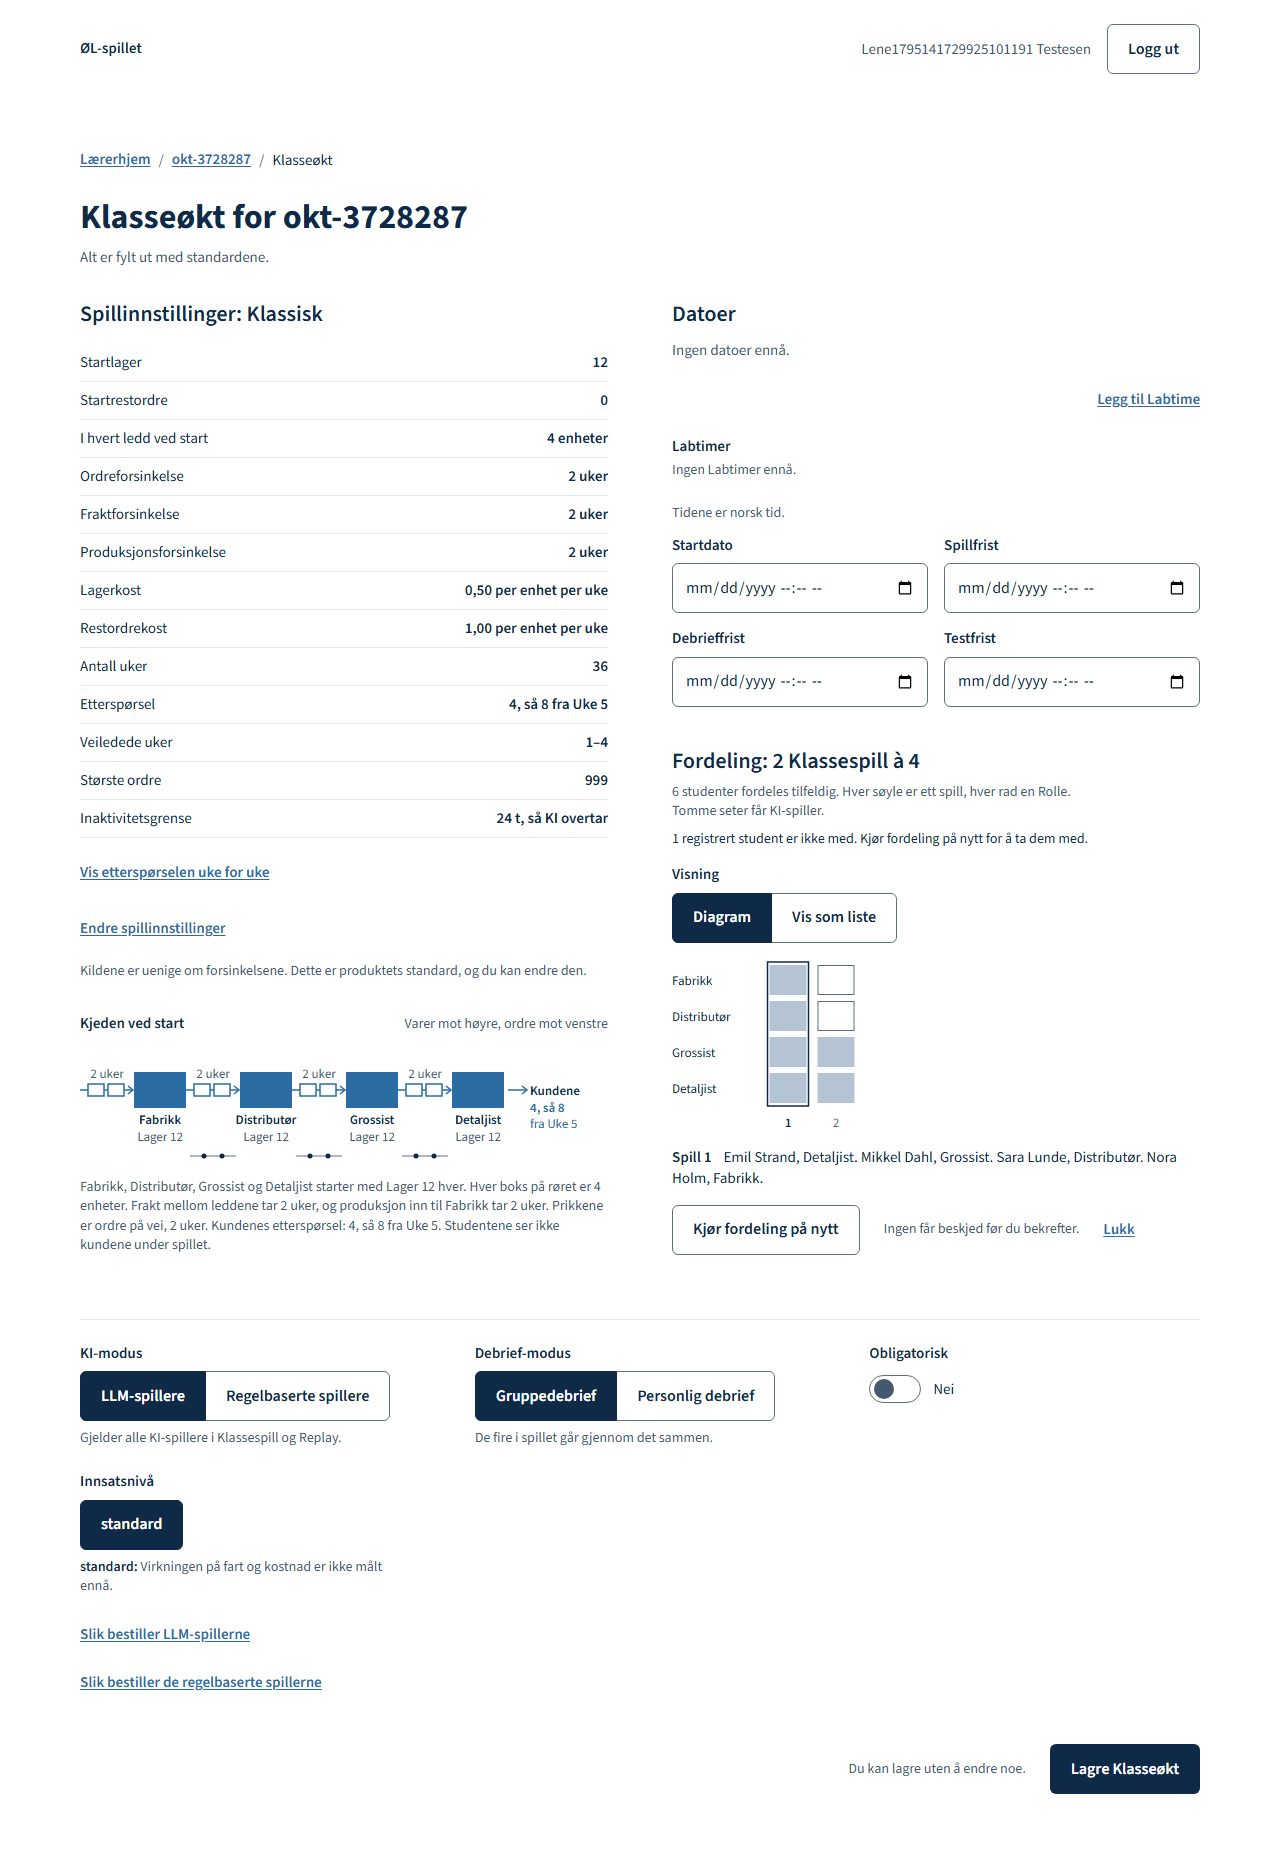 ØL-spillet
Lene1795141729925101191 Testesen
Logg ut
Lærerhjem / okt-3728287 / Klasseøkt
Klasseøkt for okt-3728287
Alt er fylt ut med standardene.
Spillinnstillinger: Klassisk
Startlager 12
Startrestordre 0
I hvert ledd ved start 4 enheter
Ordreforsinkelse 2 uker
Fraktforsinkelse 2 uker
Produksjonsforsinkelse 2 uker
Lagerkost 0,50 per enhet per uke
Restordrekost 1,00 per enhet per uke
Antall uker 36
Etterspørsel 4, så 8 fra Uke 5
Veiledede uker 1–4
Største ordre 999
Inaktivitetsgrense 24 t, så KI overtar
Vis etterspørselen uke for uke
Endre spillinnstillinger
Kildene er uenige om forsinkelsene. Dette er produktets standard, og du kan endre den.
Kjeden ved start
Varer mot høyre, ordre mot venstre
2 uker 2 uker 2 uker 2 uker
Kundene
4, så 8
fra Uke 5
Fabrikk Distributør Grossist Detaljist
Lager 12 Lager 12 Lager 12 Lager 12
Fabrikk, Distributør, Grossist og Detaljist starter med Lager 12 hver. Hver boks på røret er 4
enheter. Frakt mellom leddene tar 2 uker, og produksjon inn til Fabrikk tar 2 uker. Prikkene
er ordre på vei, 2 uker. Kundenes etterspørsel: 4, så 8 fra Uke 5. Studentene ser ikke
kundene under spillet.
Datoer
Ingen datoer ennå.
Legg til Labtime
Labtimer
Ingen Labtimer ennå.
Tidene er norsk tid.
Startdato Spillfrist
mm/dd/yyyy --:-- -- mm/dd/yyyy --:-- --
Debrieffrist Testfrist
mm/dd/yyyy --:-- -- mm/dd/yyyy --:-- --
Fordeling: 2 Klassespill à 4
6 studenter fordeles tilfeldig. Hver søyle er ett spill, hver rad en Rolle.
Tomme seter får KI-spiller.
1 registrert student er ikke med. Kjør fordeling på nytt for å ta dem med.
Visning
Diagram Vis som liste
Fabrikk
Distributør
Grossist
Detaljist
1 2
Spill 1 Emil Strand, Detaljist. Mikkel Dahl, Grossist. Sara Lunde, Distributør. Nora
Holm, Fabrikk.
Kjør fordeling på nytt
Ingen får beskjed før du bekrefter.
Lukk
KI-modus
LLM-spillere Regelbaserte spillere
Gjelder alle KI-spillere i Klassespill og Replay.
Debrief-modus
Gruppedebrief Personlig debrief
De fire i spillet går gjennom det sammen.
Obligatorisk
Nei
Innsatsnivå
standard
standard: Virkningen på fart og kostnad er ikke målt
ennå.
Slik bestiller LLM-spillerne
Slik bestiller de regelbaserte spillerne
Du kan lagre uten å endre noe.
Lagre Klasseøkt